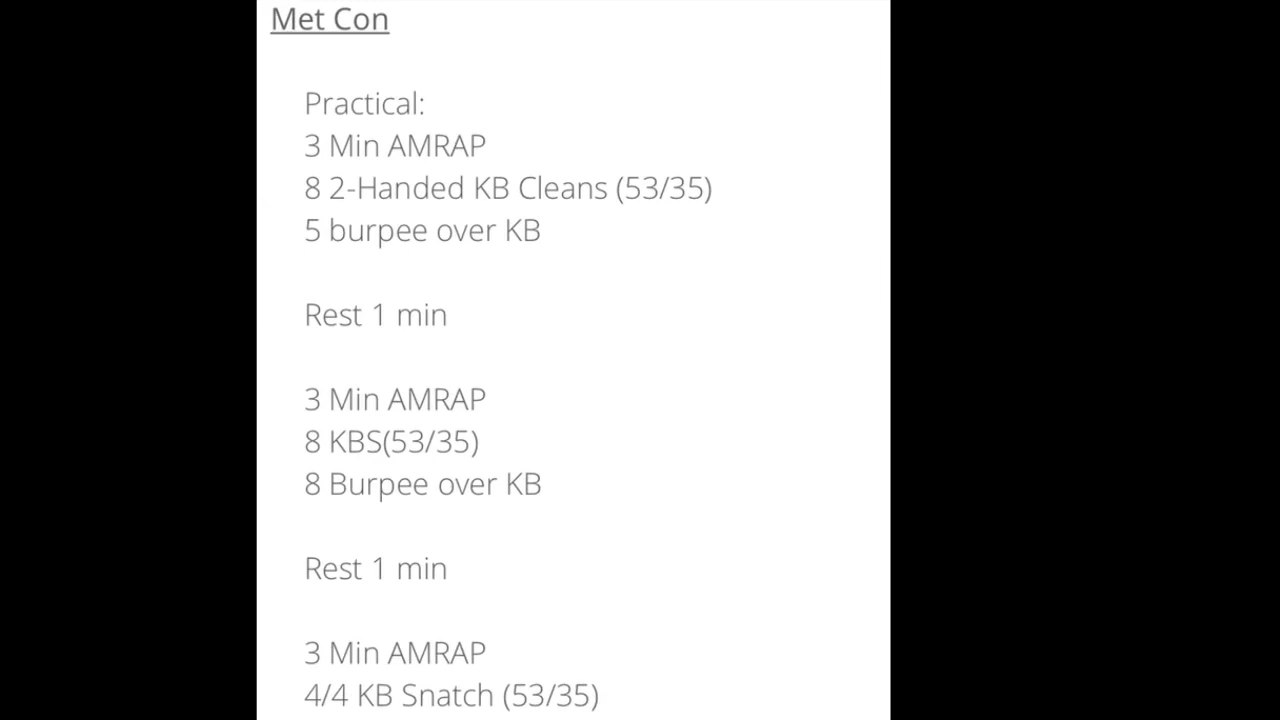 Met Con
Practical:
3 Min AMRAP
8 2-Handed KB Cleans (53/35)
5 burpee over KB
Rest 1 min
3 Min AMRAP
8 KBS(53/35)
8 Burpee over KB
Rest 1 min
3 Min AMRAP
4/4 KB Snatch (53/35)